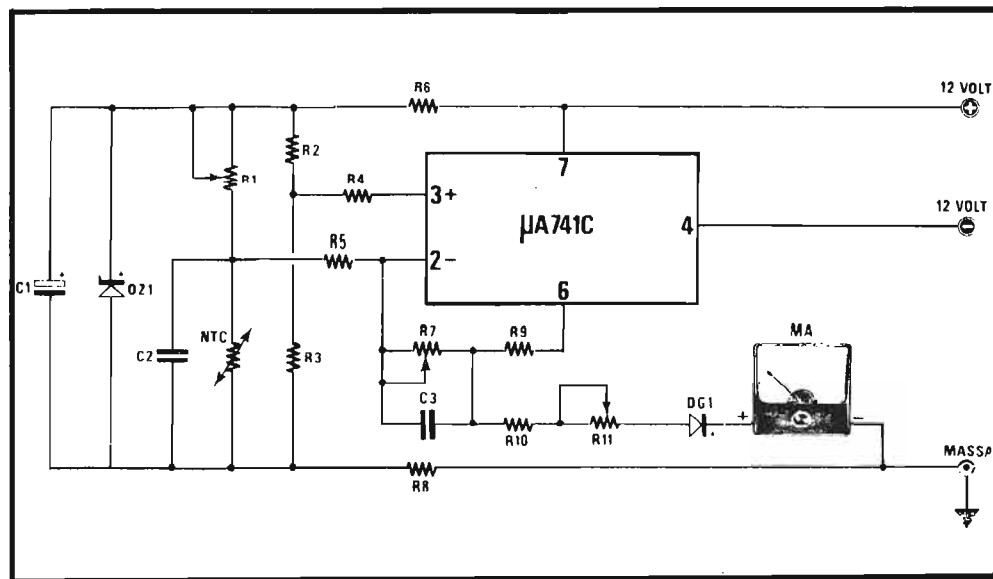 R6
12 VOLT
+
R2
R1
R4
3+
7
µA741C
4
12 VOLT
−
R5
2−
6
C1
+
DZ1
NTC
C2
R3
R7
R9
MA
C3
R10
R11
DG1
+
−
R8
MASSA